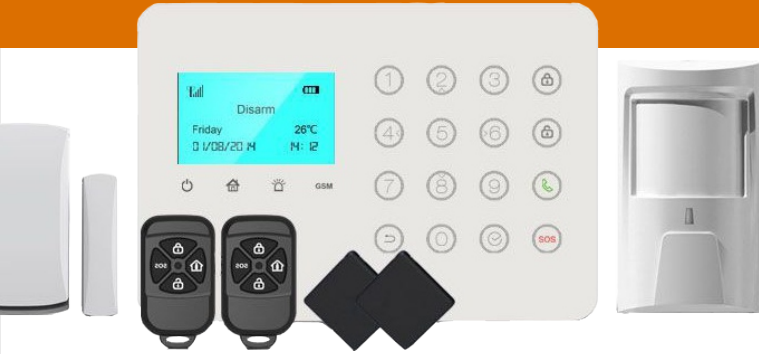 Disarm
Friday 26°C
01/08/2014 14:12
GSM
1 2 3
4 5 6
7 8 9
0 SOS
SOS SOS